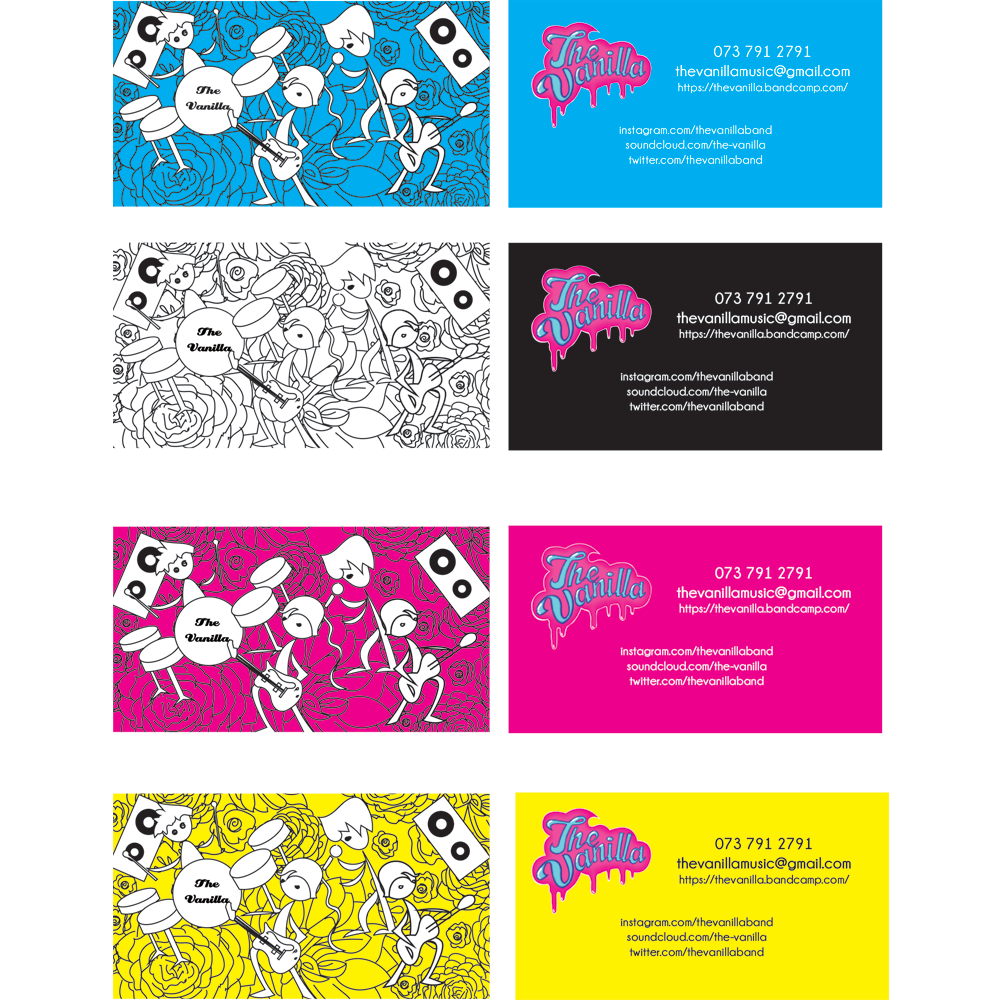 The
Vanilla
The
Vanilla
073 791 2791
thevanillamusic@gmail.com
https://thevanilla.bandcamp.com/
instagram.com/thevanillaband
soundcloud.com/the-vanilla
twitter.com/thevanillaband
The
Vanilla
The
Vanilla
073 791 2791
thevanillamusic@gmail.com
https://thevanilla.bandcamp.com/
instagram.com/thevanillaband
soundcloud.com/the-vanilla
twitter.com/thevanillaband
The
Vanilla
The
Vanilla
073 791 2791
thevanillamusic@gmail.com
https://thevanilla.bandcamp.com/
instagram.com/thevanillaband
soundcloud.com/the-vanilla
twitter.com/thevanillaband
The
Vanilla
The
Vanilla
073 791 2791
thevanillamusic@gmail.com
https://thevanilla.bandcamp.com/
instagram.com/thevanillaband
soundcloud.com/the-vanilla
twitter.com/thevanillaband